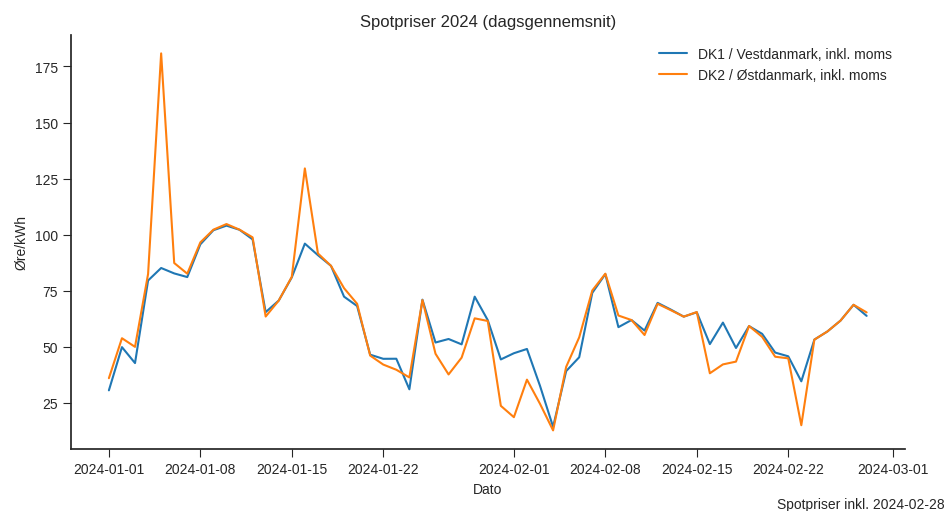 Spotpriser 2024 (dagsgennemsnit)
DK1 / Vestdanmark, inkl. moms
DK2 / Østdanmark, inkl. moms
Øre/kWh
175
150
125
100
75
50
25
2024-01-01 2024-01-08 2024-01-15 2024-01-22 2024-02-01 2024-02-08 2024-02-15 2024-02-22 2024-03-01
Dato
Spotpriser inkl. 2024-02-28